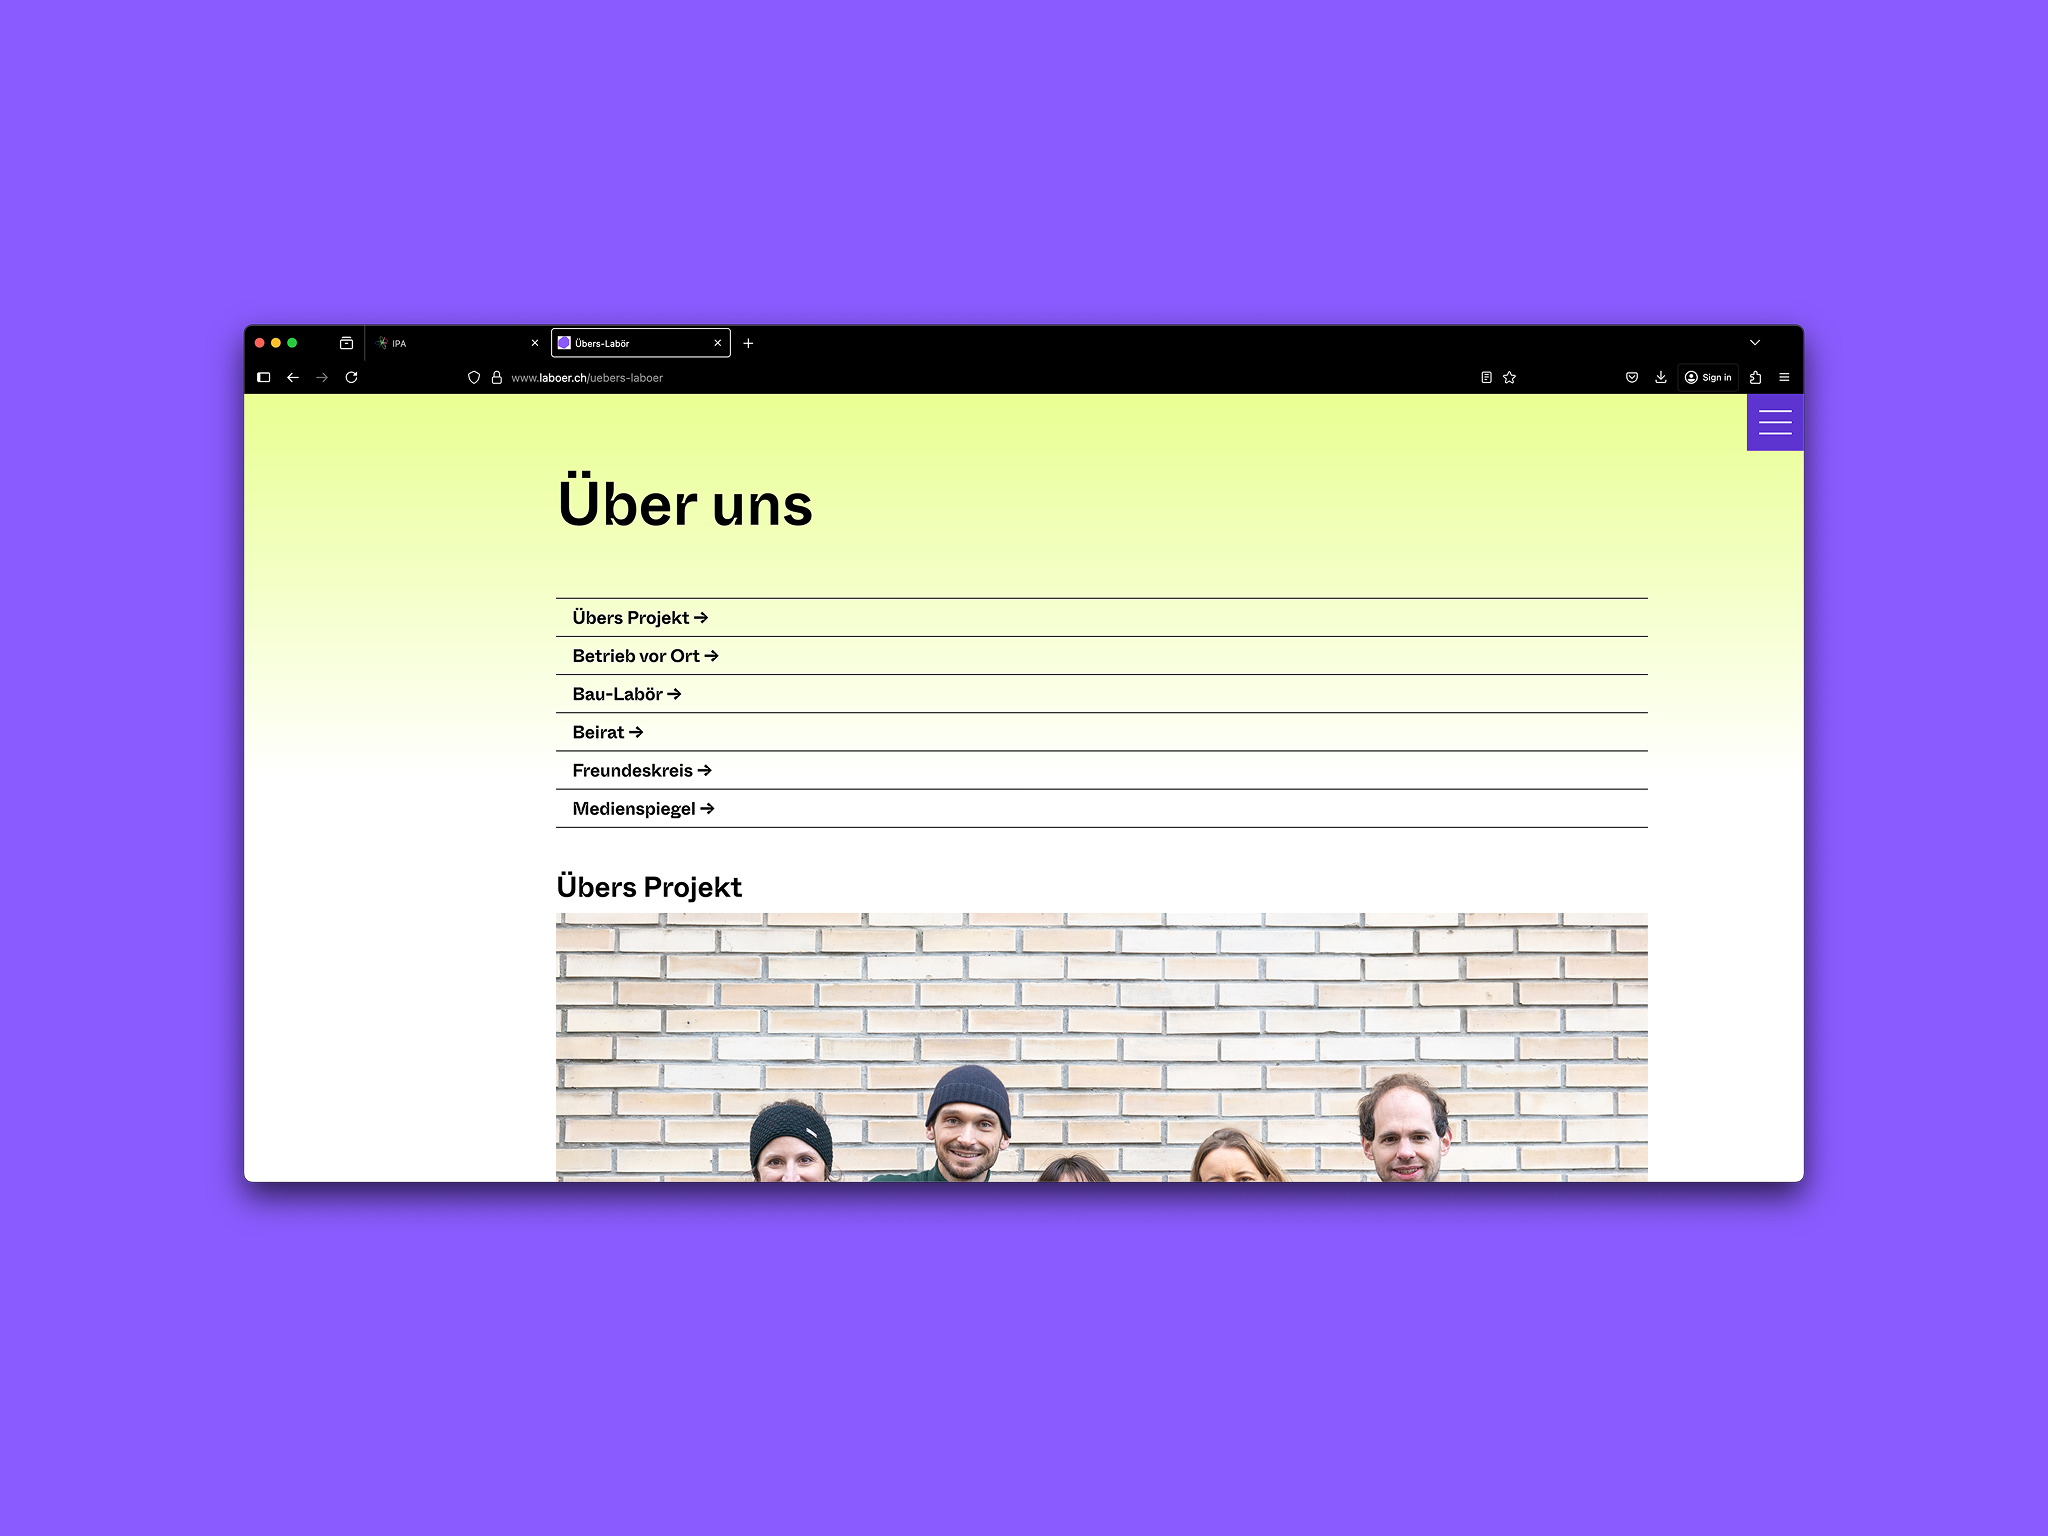 IPA
Übers-Labör
www.laboer.ch/uebers-laboer
Sign in
Über uns
Übers Projekt →
Betrieb vor Ort →
Bau-Labör →
Beirat →
Freundeskreis →
Medienspiegel →
Übers Projekt